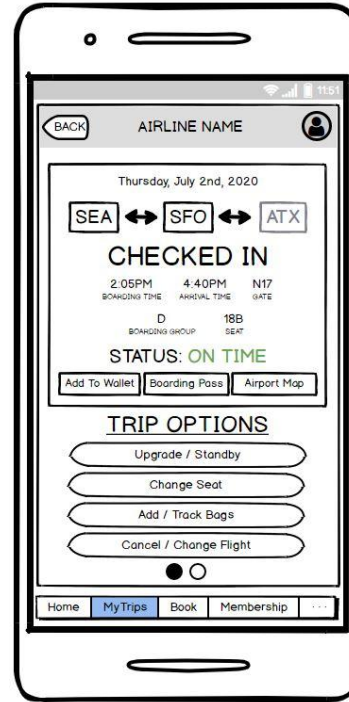 11:51
BACK AIRLINE NAME
Thursday, July 2nd, 2020
SEA SFO ATX
CHECKED IN
2:05PM 4:40PM N17
BOARDING TIME ARRIVAL TIME GATE
D 18B
BOARDING GROUP SEAT
STATUS: ON TIME
Add To Wallet Boarding Pass Airport Map
TRIP OPTIONS
Upgrade / Standby
Change Seat
Add / Track Bags
Cancel / Change Flight
Home MyTrips Book Membership ...